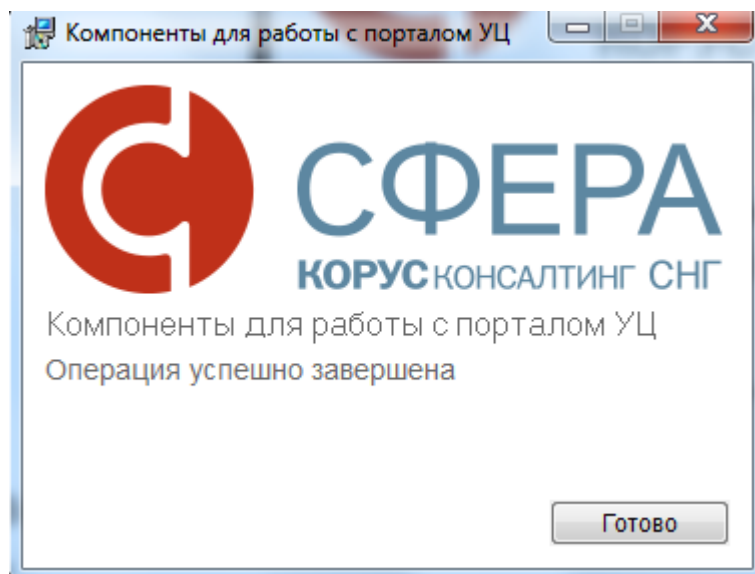 Компоненты для работы с порталом УЦ
СФЕРА
КОРУС КОНСАЛТИНГ СНГ
Компоненты для работы с порталом УЦ
Операция успешно завершена
Готово